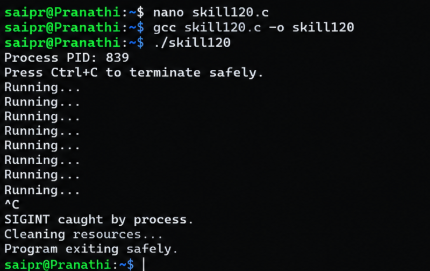 saipr@Pranathi:~$ nano skill120.c
saipr@Pranathi:~$ gcc skill120.c -o skill120
saipr@Pranathi:~$ ./skill120
Process PID: 839
Press Ctrl+C to terminate safely.
Running...
Running...
Running...
Running...
Running...
Running...
Running...
Running...
^C
SIGINT caught by process.
Cleaning resources...
Program exiting safely.
saipr@Pranathi:~$